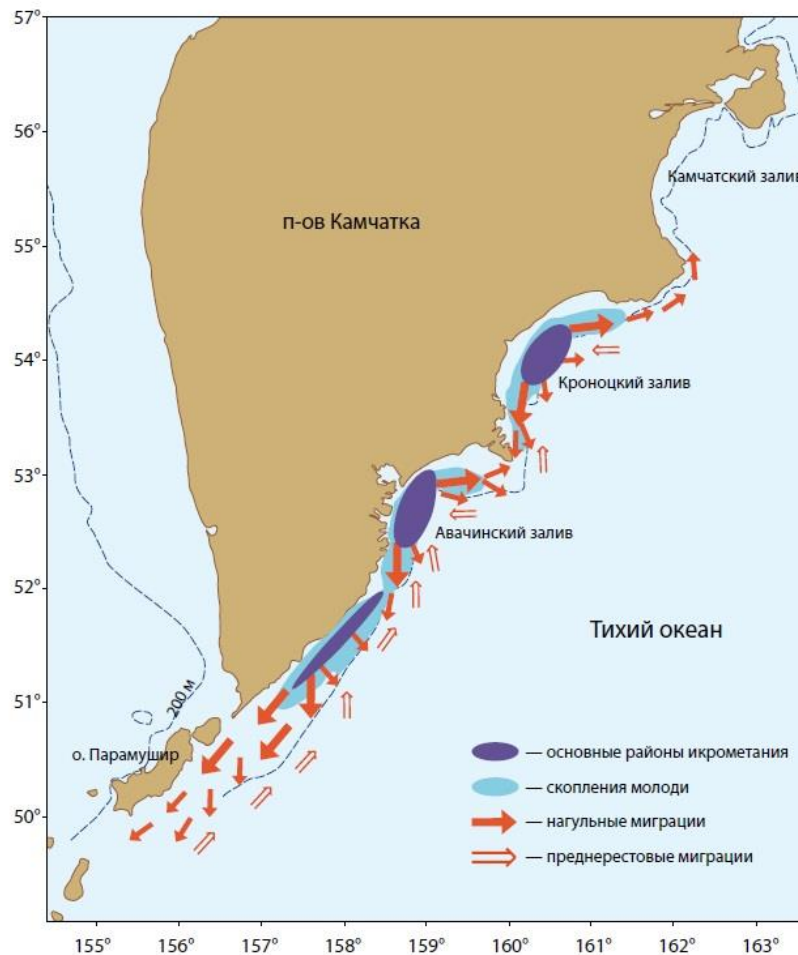 57°
56°
Камчатский залив
п-ов Камчатка
55°
54°
Кроноцкий залив
53°
Авачинский залив
52°
Тихий океан
51°
200 м
о. Парамушир
— основные районы икрометания
— скопления молоди
50°
— нагульные миграции
— преднерестовые миграции
155° 156° 157° 158° 159° 160° 161° 162° 163°